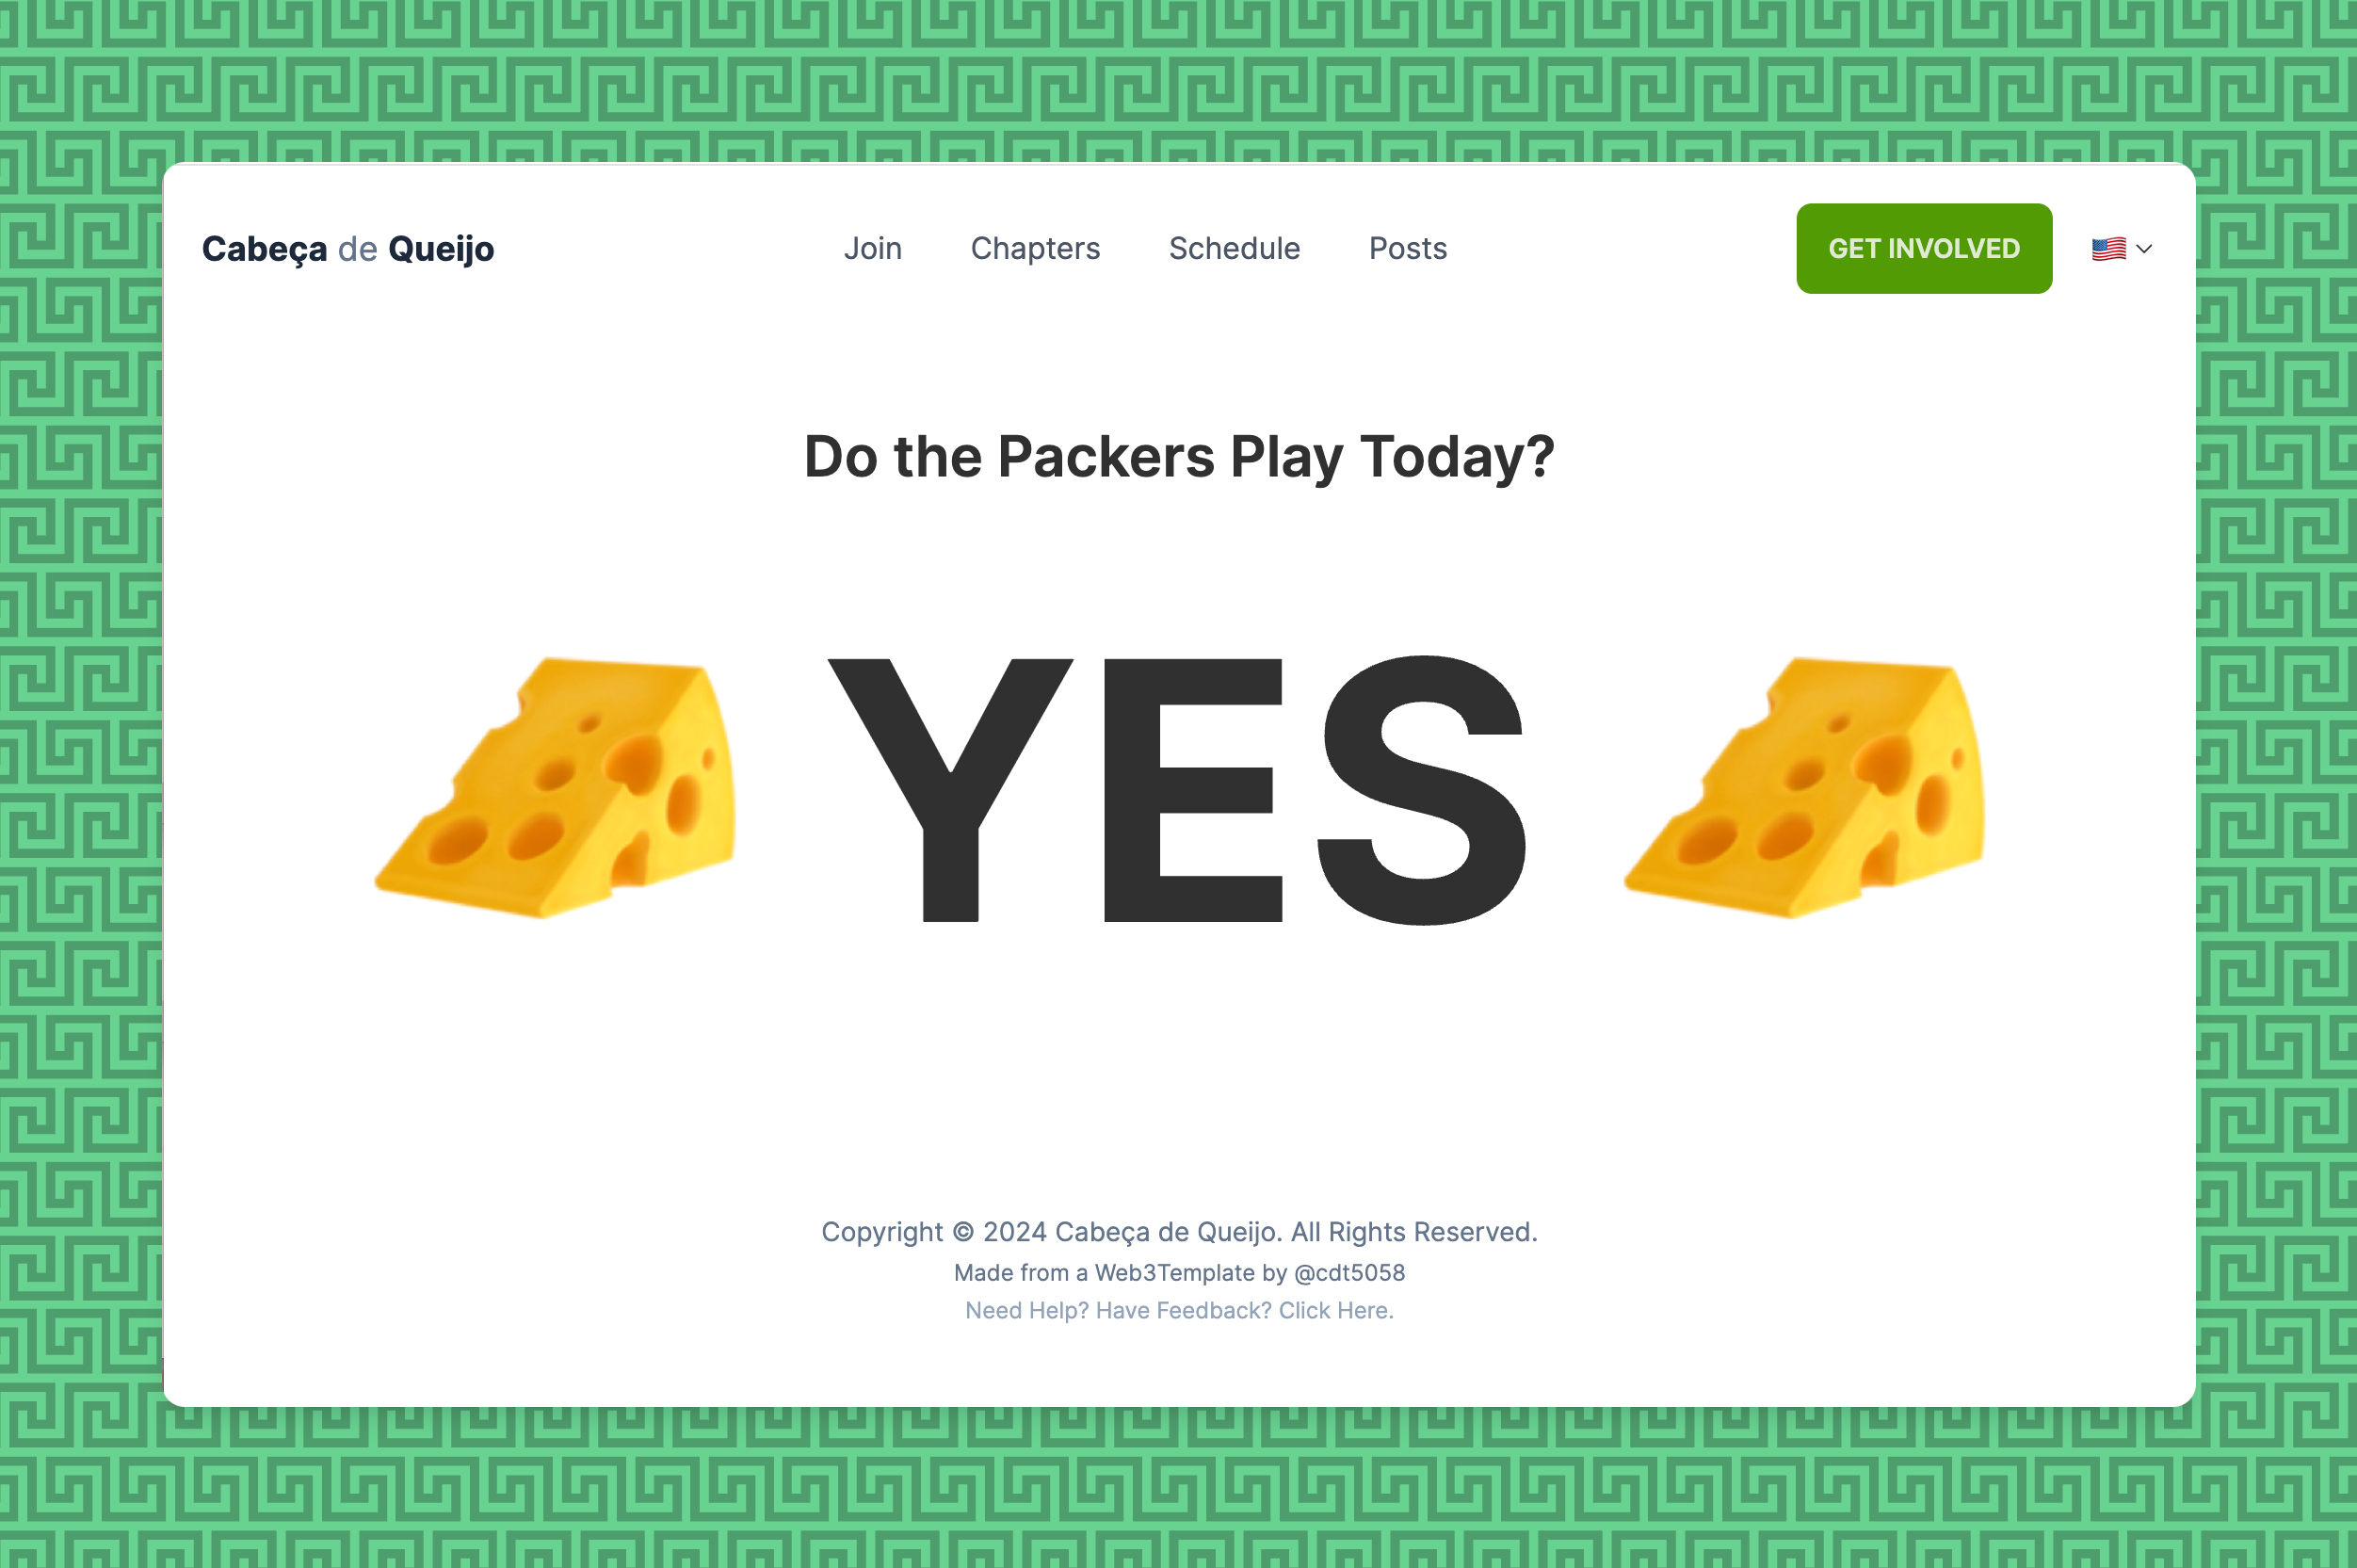 Cabeça de Queijo
Join
Chapters
Schedule
Posts
GET INVOLVED
Do the Packers Play Today?
YES
Copyright © 2024 Cabeça de Queijo. All Rights Reserved.
Made from a Web3Template by @cdt5058
Need Help? Have Feedback? Click Here.